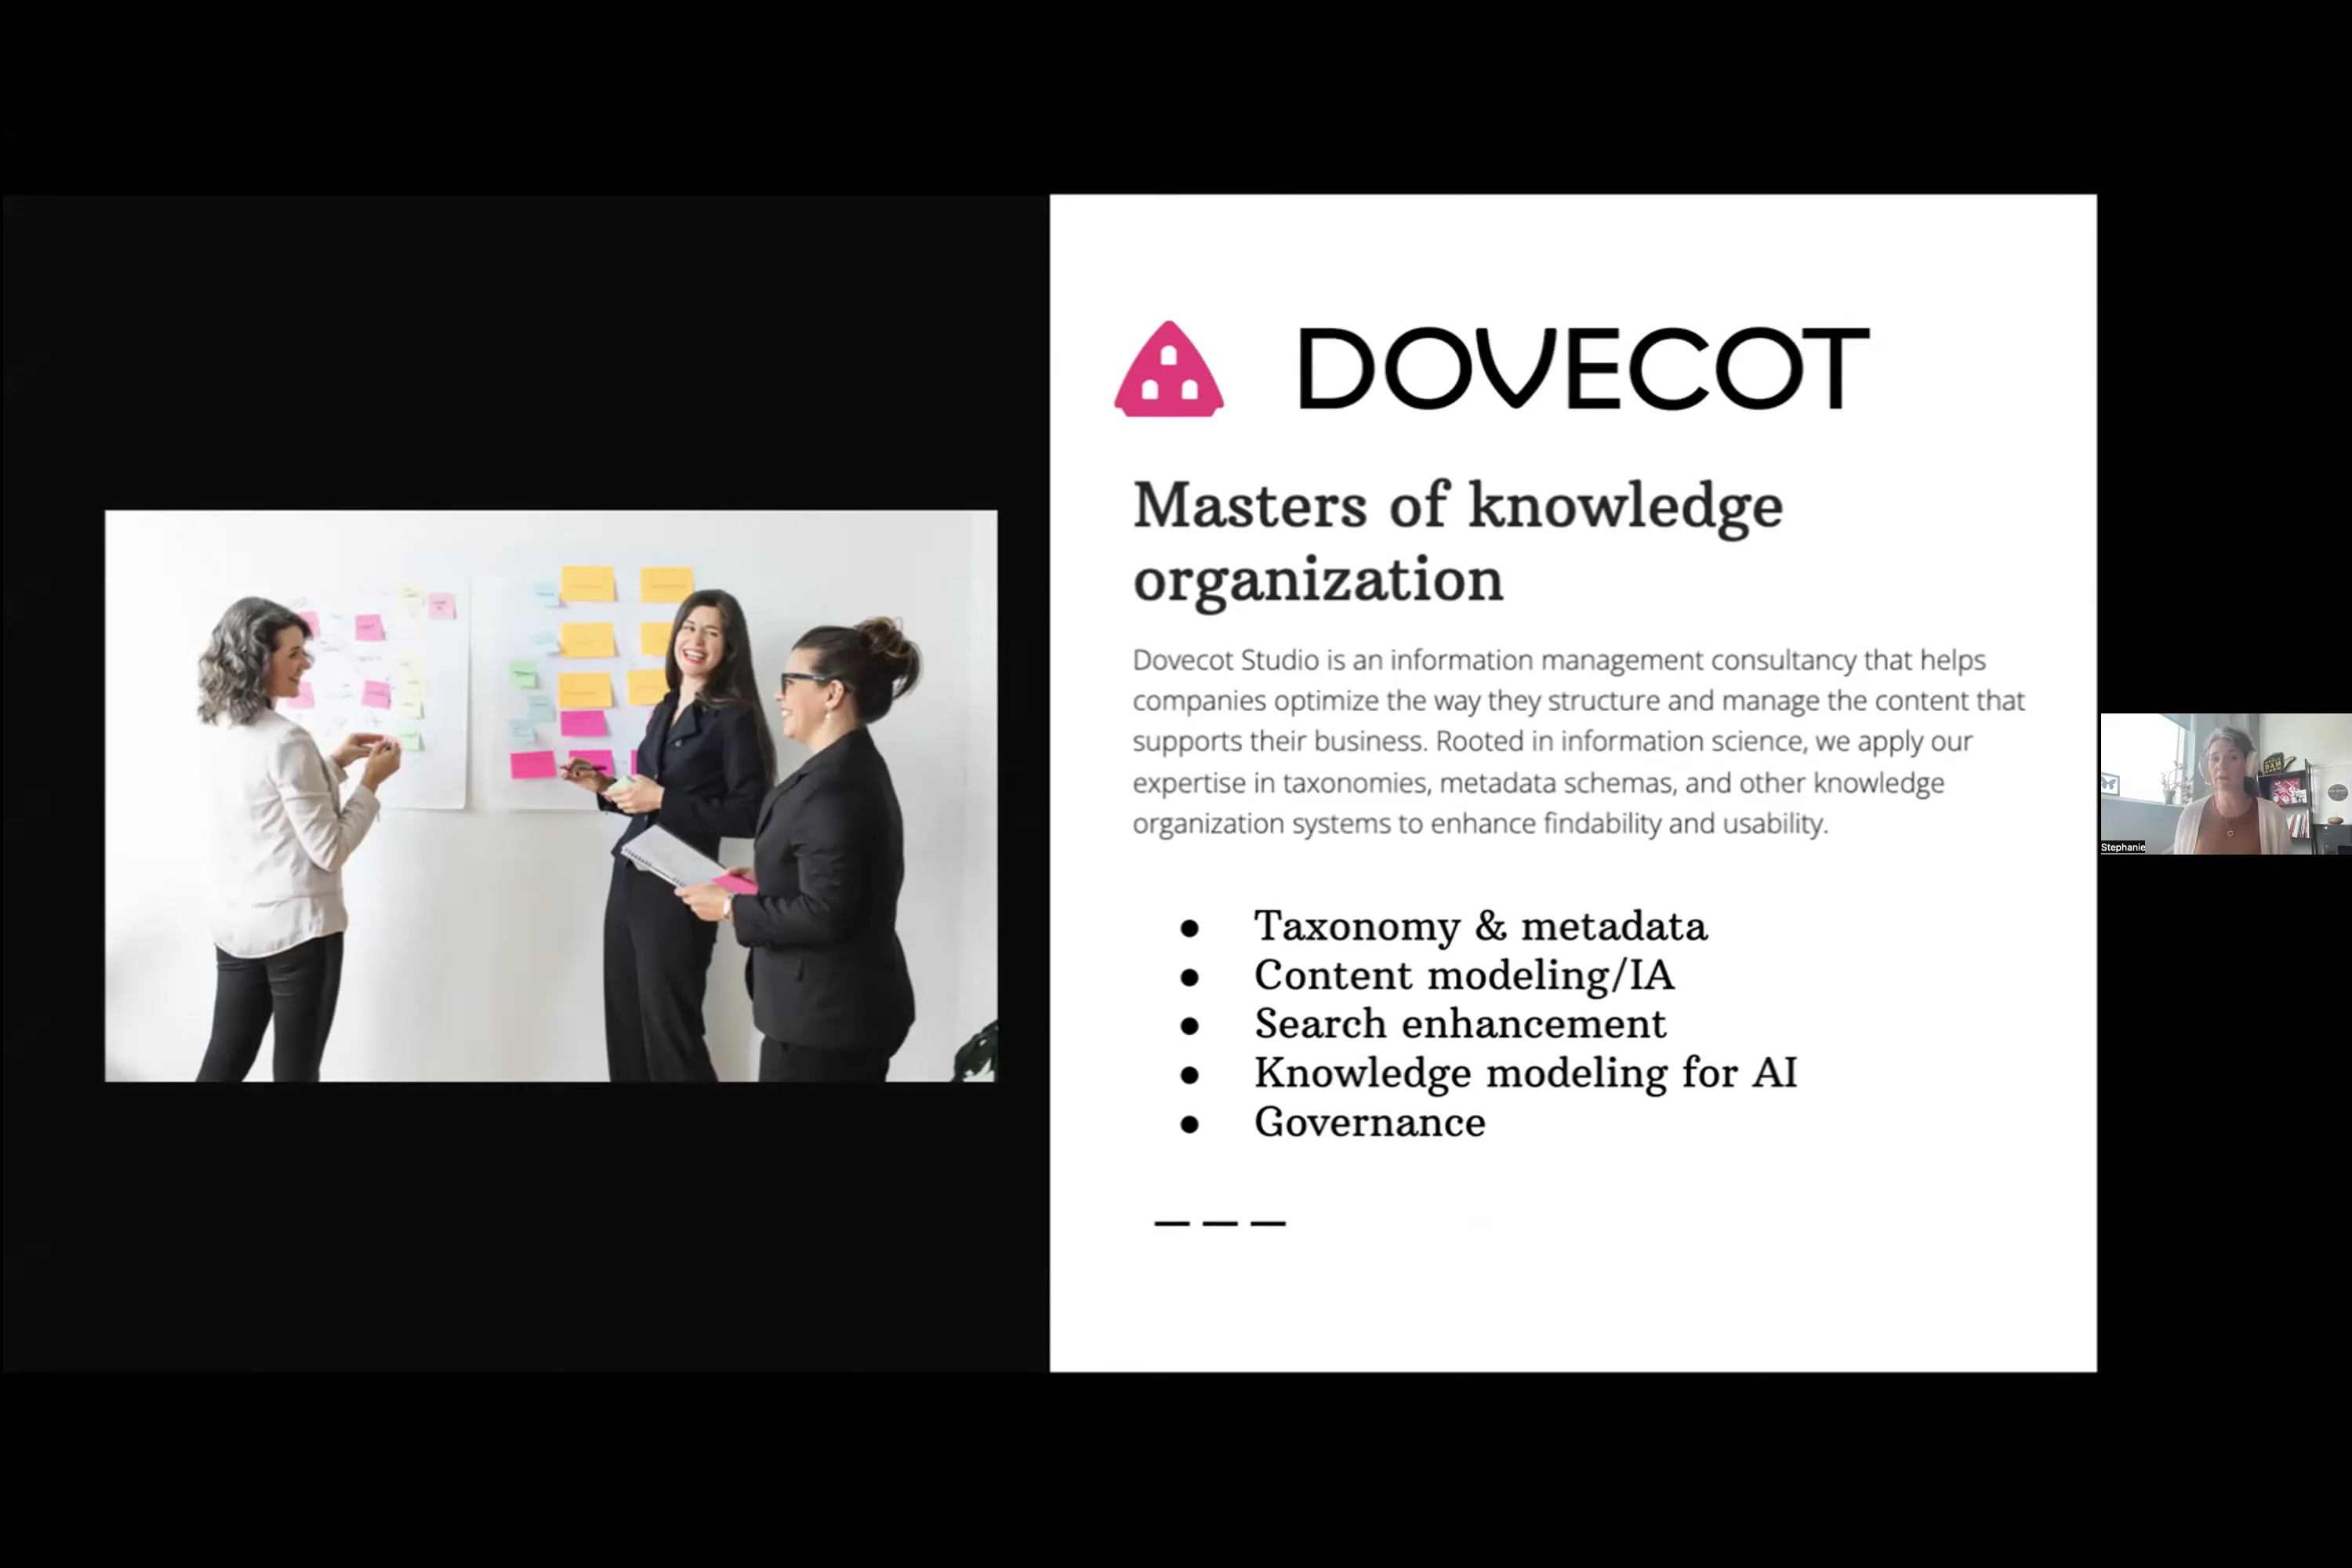 DOVECOT
Masters of knowledge
organization
Dovecot Studio is an information management consultancy that helps
companies optimize the way they structure and manage the content that
supports their business. Rooted in information science, we apply our
expertise in taxonomies, metadata schemas, and other knowledge
organization systems to enhance findability and usability.
● Taxonomy & metadata
● Content modeling/IA
● Search enhancement
● Knowledge modeling for AI
● Governance
Stephanie